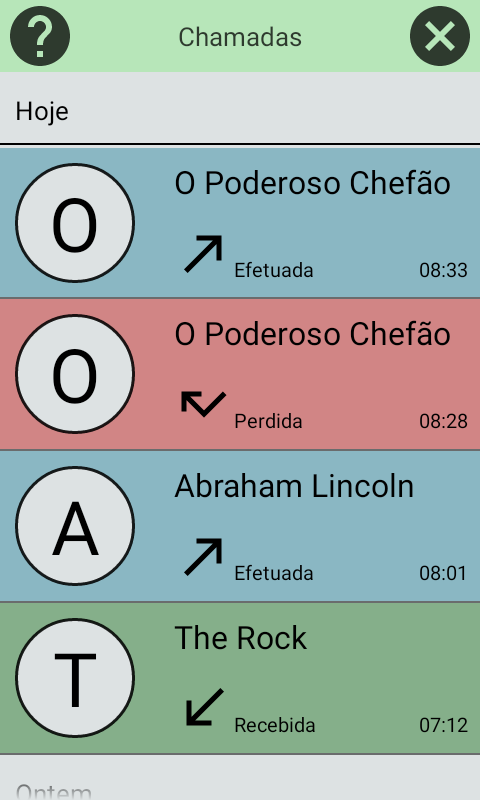 Chamadas
Hoje
O
O Poderoso Chefão
Efetuada 08:33
O
O Poderoso Chefão
Perdida 08:28
A
Abraham Lincoln
Efetuada 08:01
T
The Rock
Recebida 07:12
Ontem